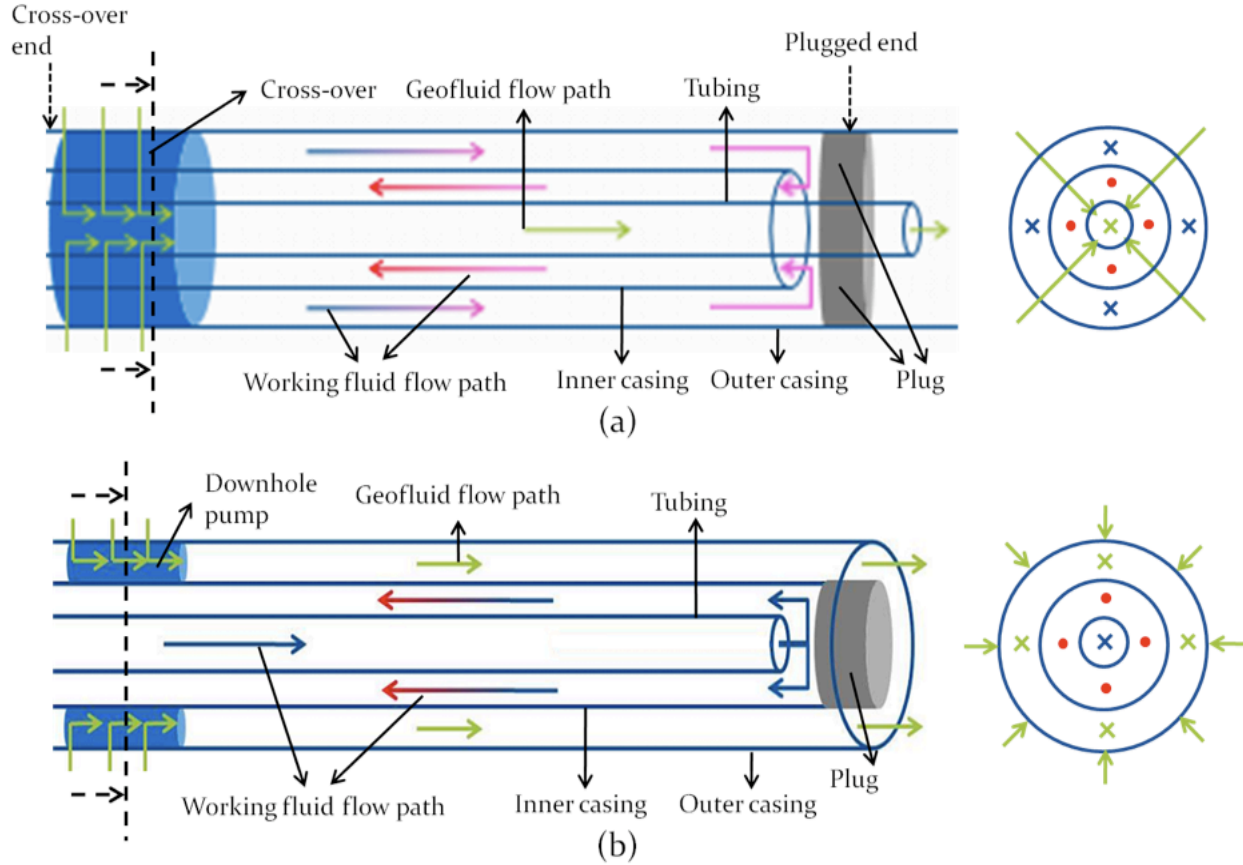 Cross-over
end
Plugged end
Cross-over
Geofluid flow path
Tubing
Working fluid flow path
Inner casing
Outer casing
Plug
(a)
Downhole
pump
Geofluid flow path
Tubing
Working fluid flow path
Inner casing
Outer casing
Plug
(b)